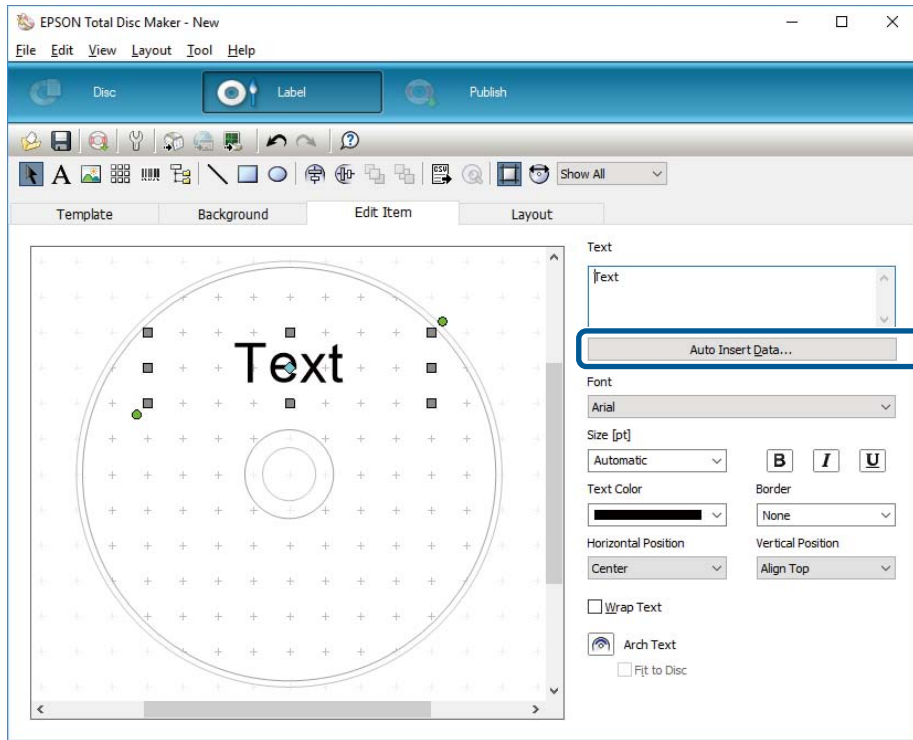 EPSON Total Disc Maker - New
File Edit View Layout Tool Help
Disc Label Publish
Show All
Template Background Edit Item Layout
Text
Text
Auto Insert Data...
Font
Arial
Size [pt]
Automatic B I U
Text Color Border
None
Horizontal Position Vertical Position
Center Align Top
Wrap Text
Arch Text
Fit to Disc
Text